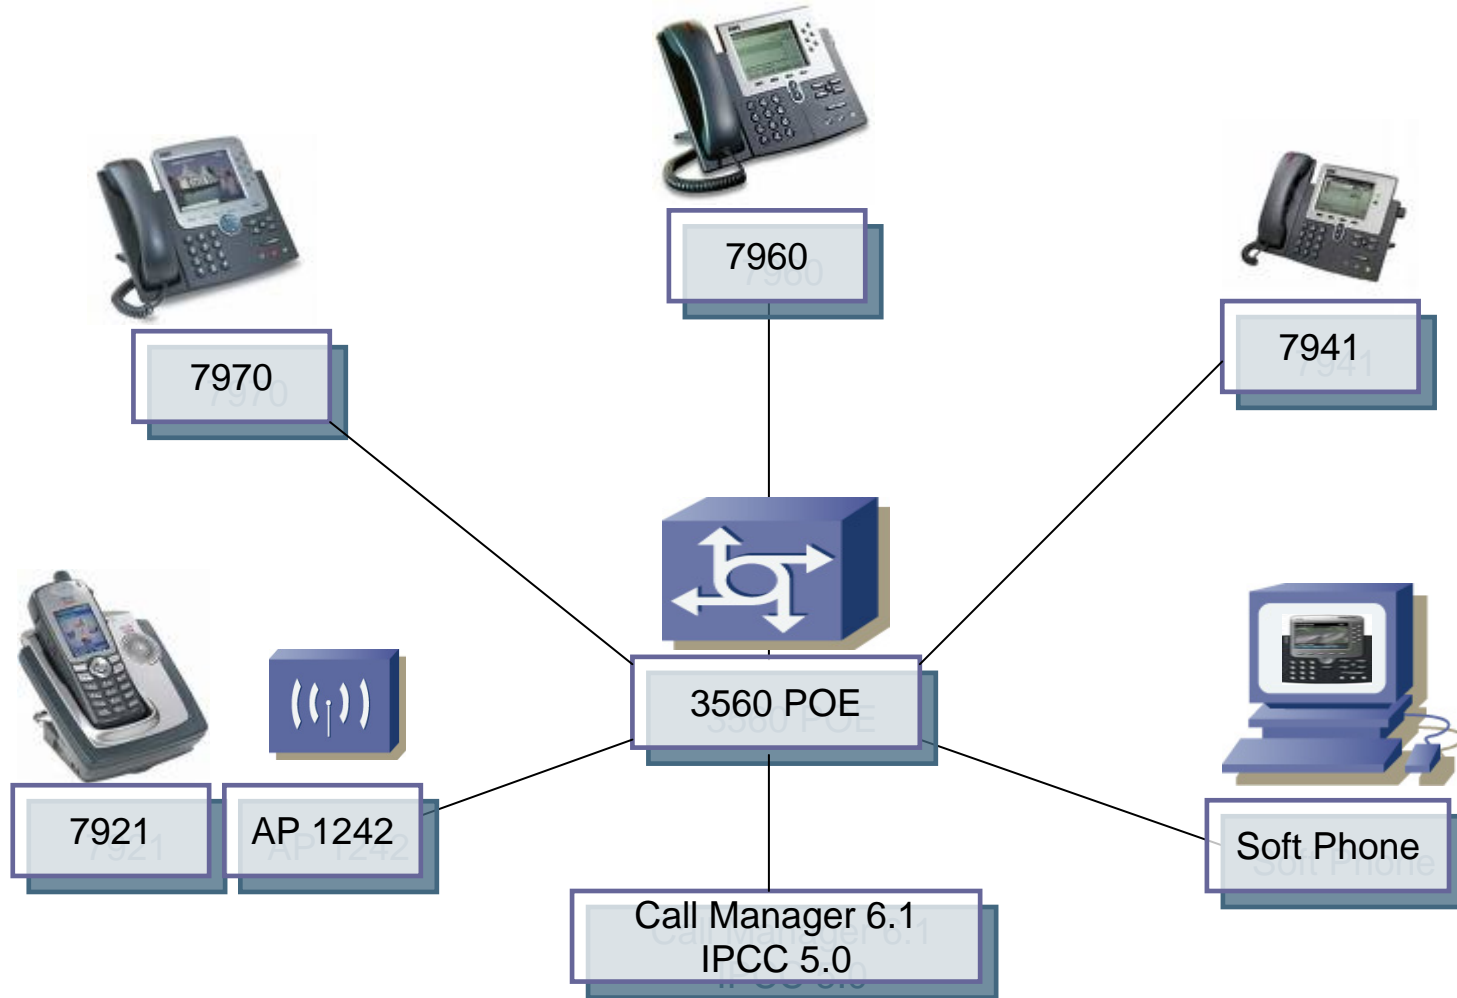 7960
7941
7970
3560 POE
7921
AP 1242
Soft Phone
Call Manager 6.1
IPCC 5.0